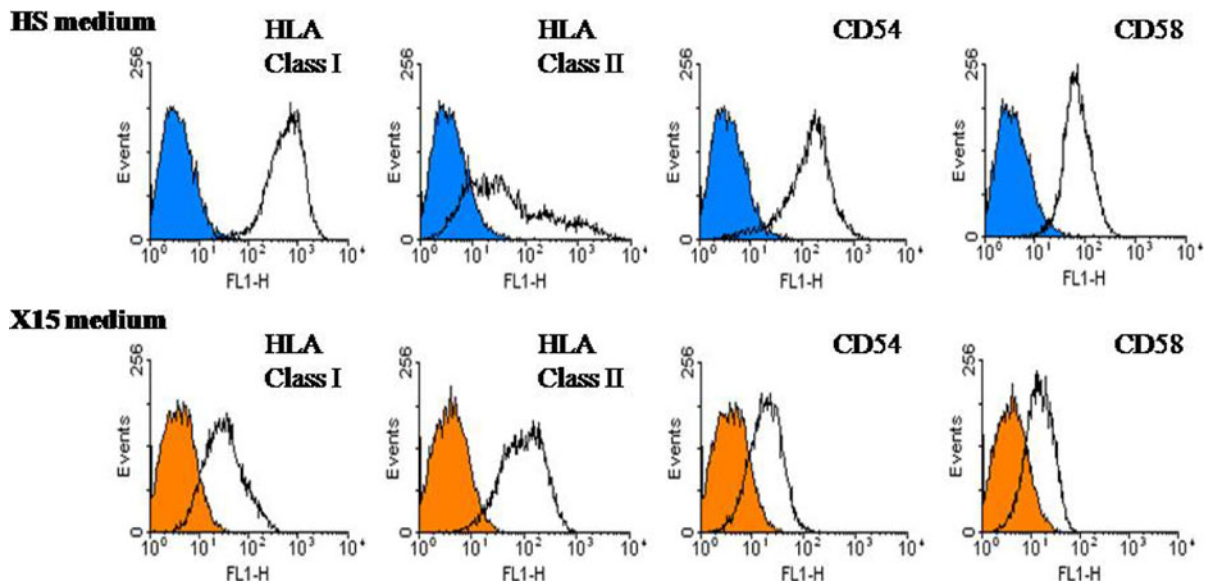 HS medium
HLA
Class I
HLA
Class II
CD54
CD58
256
Events
0
10⁰ 10¹ 10² 10³ 10⁴
FL1-H
256
Events
0
10⁰ 10¹ 10² 10³ 10⁴
FL1-H
256
Events
0
10⁰ 10¹ 10² 10³ 10⁴
FL1-H
256
Events
0
10⁰ 10¹ 10² 10³ 10⁴
FL1-H
X15 medium
HLA
Class I
HLA
Class II
CD54
CD58
256
Events
0
10⁰ 10¹ 10² 10³ 10⁴
FL1-H
256
Events
0
10⁰ 10¹ 10² 10³ 10⁴
FL1-H
256
Events
0
10⁰ 10¹ 10² 10³ 10⁴
FL1-H
256
Events
0
10⁰ 10¹ 10² 10³ 10⁴
FL1-H